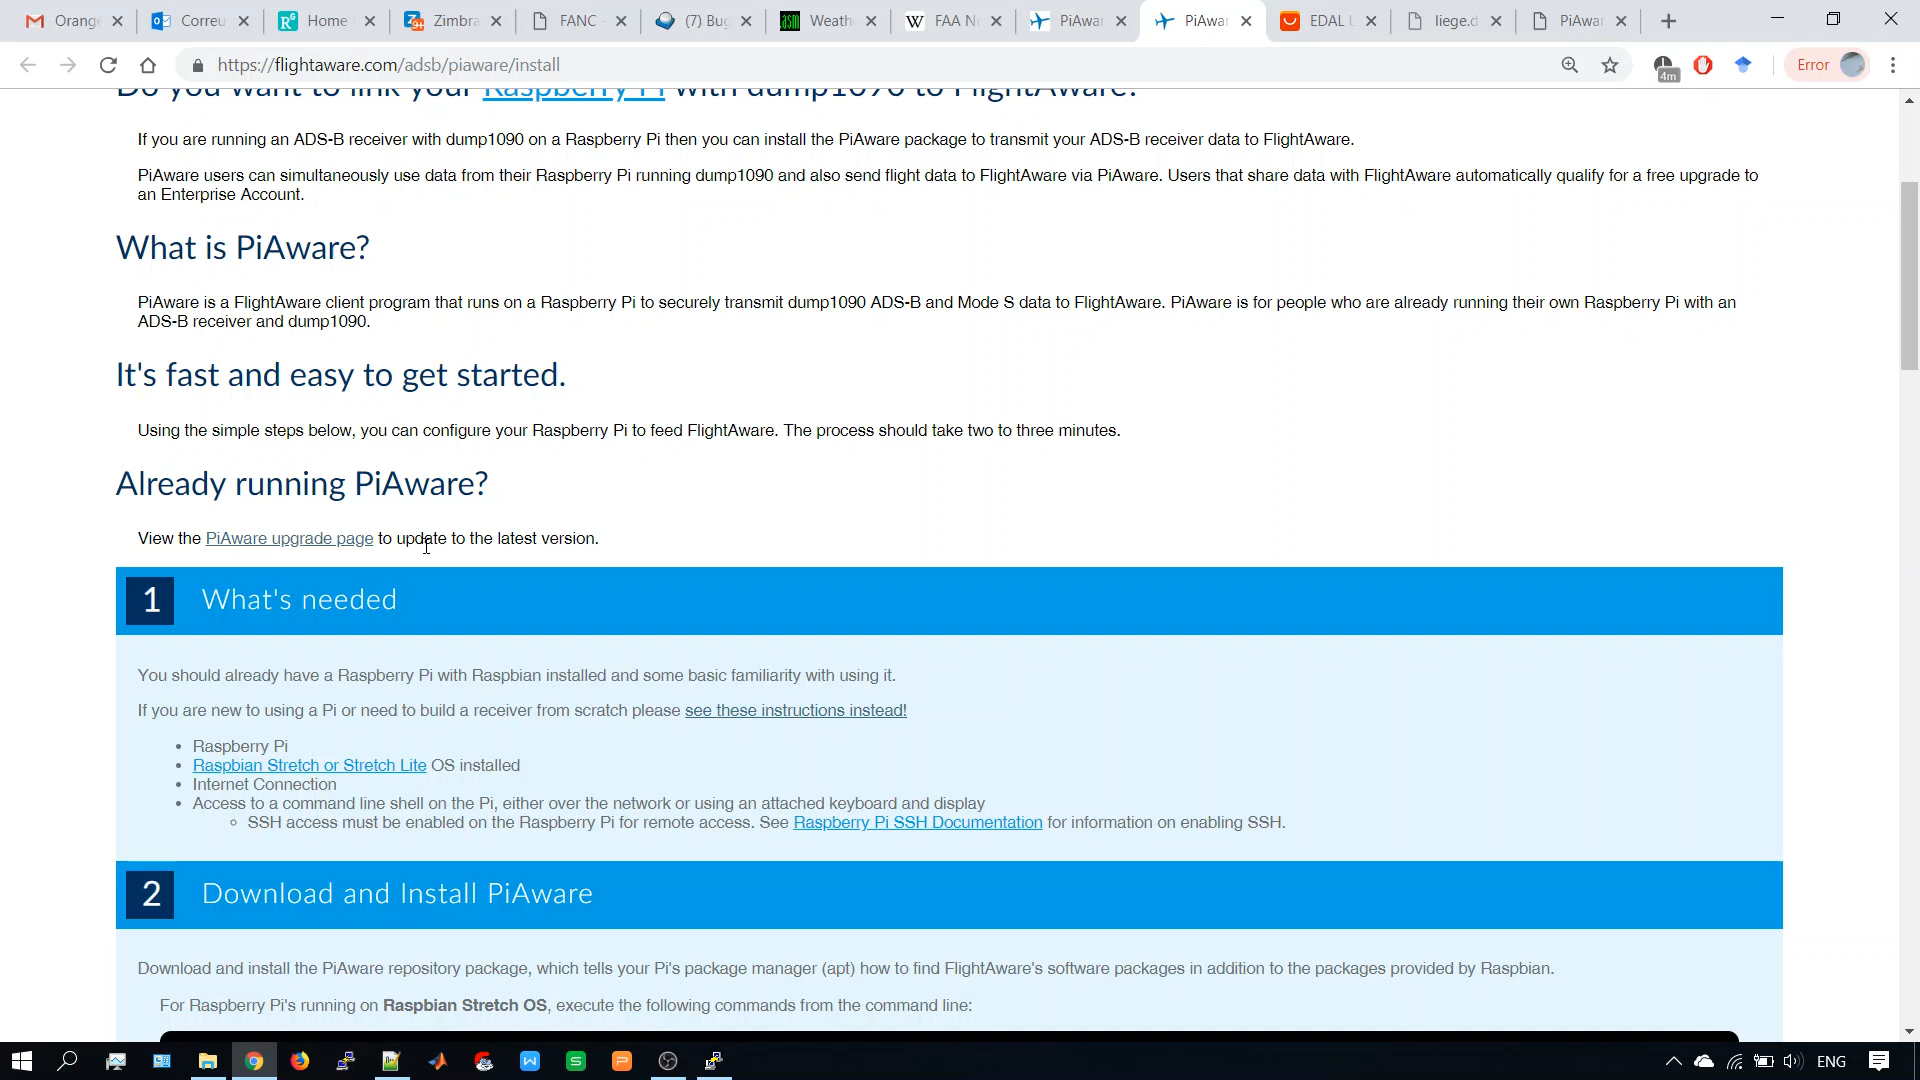 Orange
Correu
Home
Zimbra
FANC -
(7) Bug
Weath
FAA N
PiAwar
PiAwar
EDAL U
liege.d
PiAwar
https://flightaware.com/adsb/piaware/install
4m
Error
Do you want to link your Raspberry Pi with dump1090 to FlightAware?
If you are running an ADS-B receiver with dump1090 on a Raspberry Pi then you can install the PiAware package to transmit your ADS-B receiver data to FlightAware.
PiAware users can simultaneously use data from their Raspberry Pi running dump1090 and also send flight data to FlightAware via PiAware. Users that share data with FlightAware automatically qualify for a free upgrade to
an Enterprise Account.
What is PiAware?
PiAware is a FlightAware client program that runs on a Raspberry Pi to securely transmit dump1090 ADS-B and Mode S data to FlightAware. PiAware is for people who are already running their own Raspberry Pi with an
ADS-B receiver and dump1090.
It's fast and easy to get started.
Using the simple steps below, you can configure your Raspberry Pi to feed FlightAware. The process should take two to three minutes.
Already running PiAware?
View the PiAware upgrade page to update to the latest version.
1 What's needed
You should already have a Raspberry Pi with Raspbian installed and some basic familiarity with using it.
If you are new to using a Pi or need to build a receiver from scratch please see these instructions instead!
• Raspberry Pi
• Raspbian Stretch or Stretch Lite OS installed
• Internet Connection
• Access to a command line shell on the Pi, either over the network or using an attached keyboard and display
◦ SSH access must be enabled on the Raspberry Pi for remote access. See Raspberry Pi SSH Documentation for information on enabling SSH.
2 Download and Install PiAware
Download and install the PiAware repository package, which tells your Pi's package manager (apt) how to find FlightAware's software packages in addition to the packages provided by Raspbian.
For Raspberry Pi's running on Raspbian Stretch OS, execute the following commands from the command line:
ENG